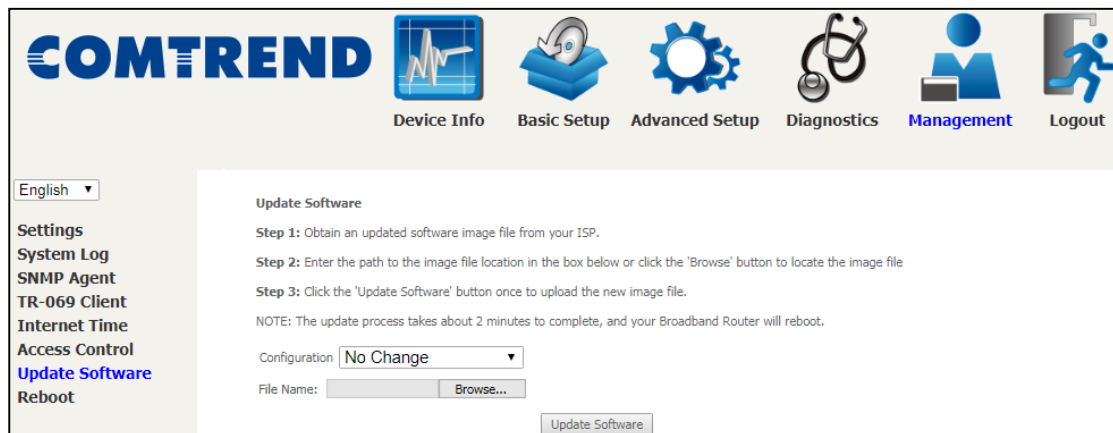 COMTREND
Device Info
Basic Setup
Advanced Setup
Diagnostics
Management
Logout
English
Settings
System Log
SNMP Agent
TR-069 Client
Internet Time
Access Control
Update Software
Reboot
Update Software
Step 1: Obtain an updated software image file from your ISP.
Step 2: Enter the path to the image file location in the box below or click the 'Browse' button to locate the image file
Step 3: Click the 'Update Software' button once to upload the new image file.
NOTE: The update process takes about 2 minutes to complete, and your Broadband Router will reboot.
Configuration No Change
File Name: Browse...
Update Software